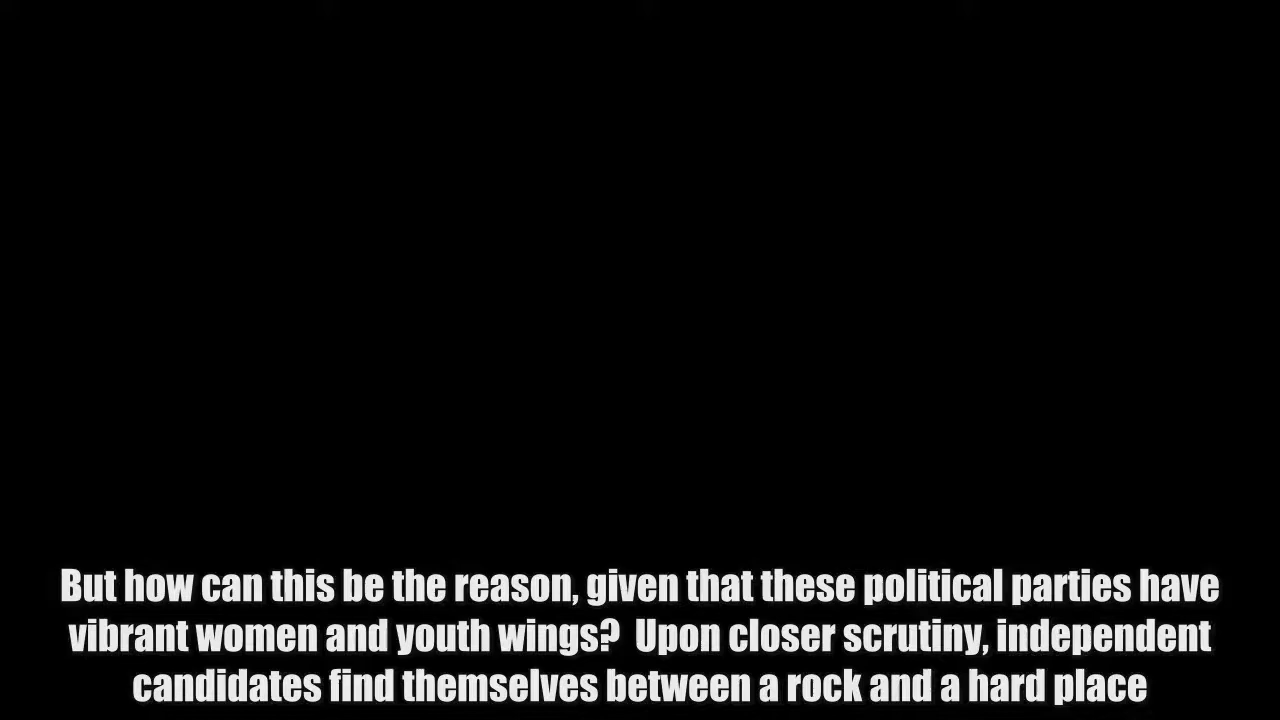 But how can this be the reason, given that these political parties have
vibrant women and youth wings?  Upon closer scrutiny, independent
candidates find themselves between a rock and a hard place